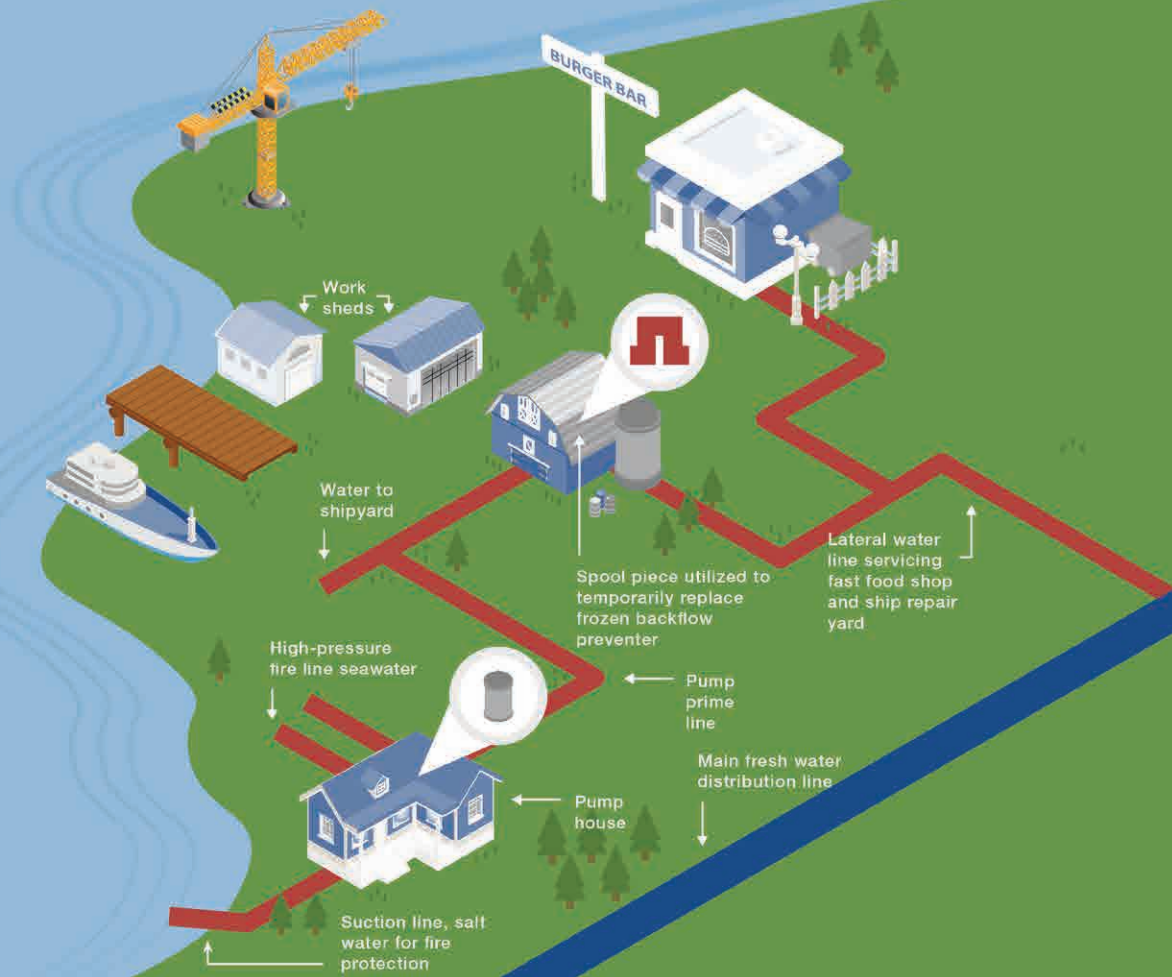 BURGER BAR
Work
sheds
Water to
shipyard
Spool piece utilized to
temporarily replace
frozen backflow
preventer
Lateral water
line servicing
fast food shop
and ship repair
yard
High-pressure
fire line seawater
Pump
prime
line
Main fresh water
distribution line
Pump
house
Suction line, salt
water for fire
protection